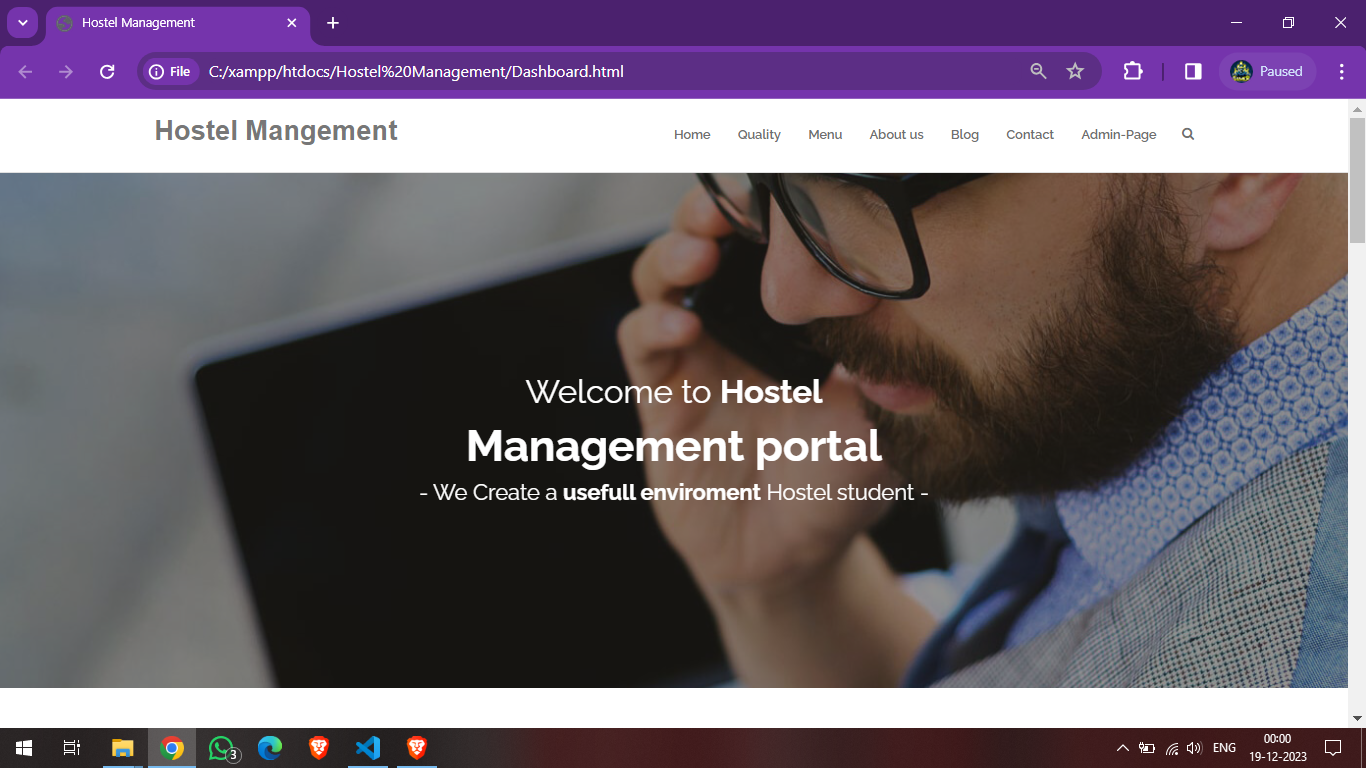 Hostel Management
File
C:/xampp/htdocs/Hostel%20Management/Dashboard.html
Paused
Hostel Mangement
Home
Quality
Menu
About us
Blog
Contact
Admin-Page
Welcome to Hostel
Management portal
- We Create a usefull enviroment Hostel student -
3
ENG
00:00
19-12-2023